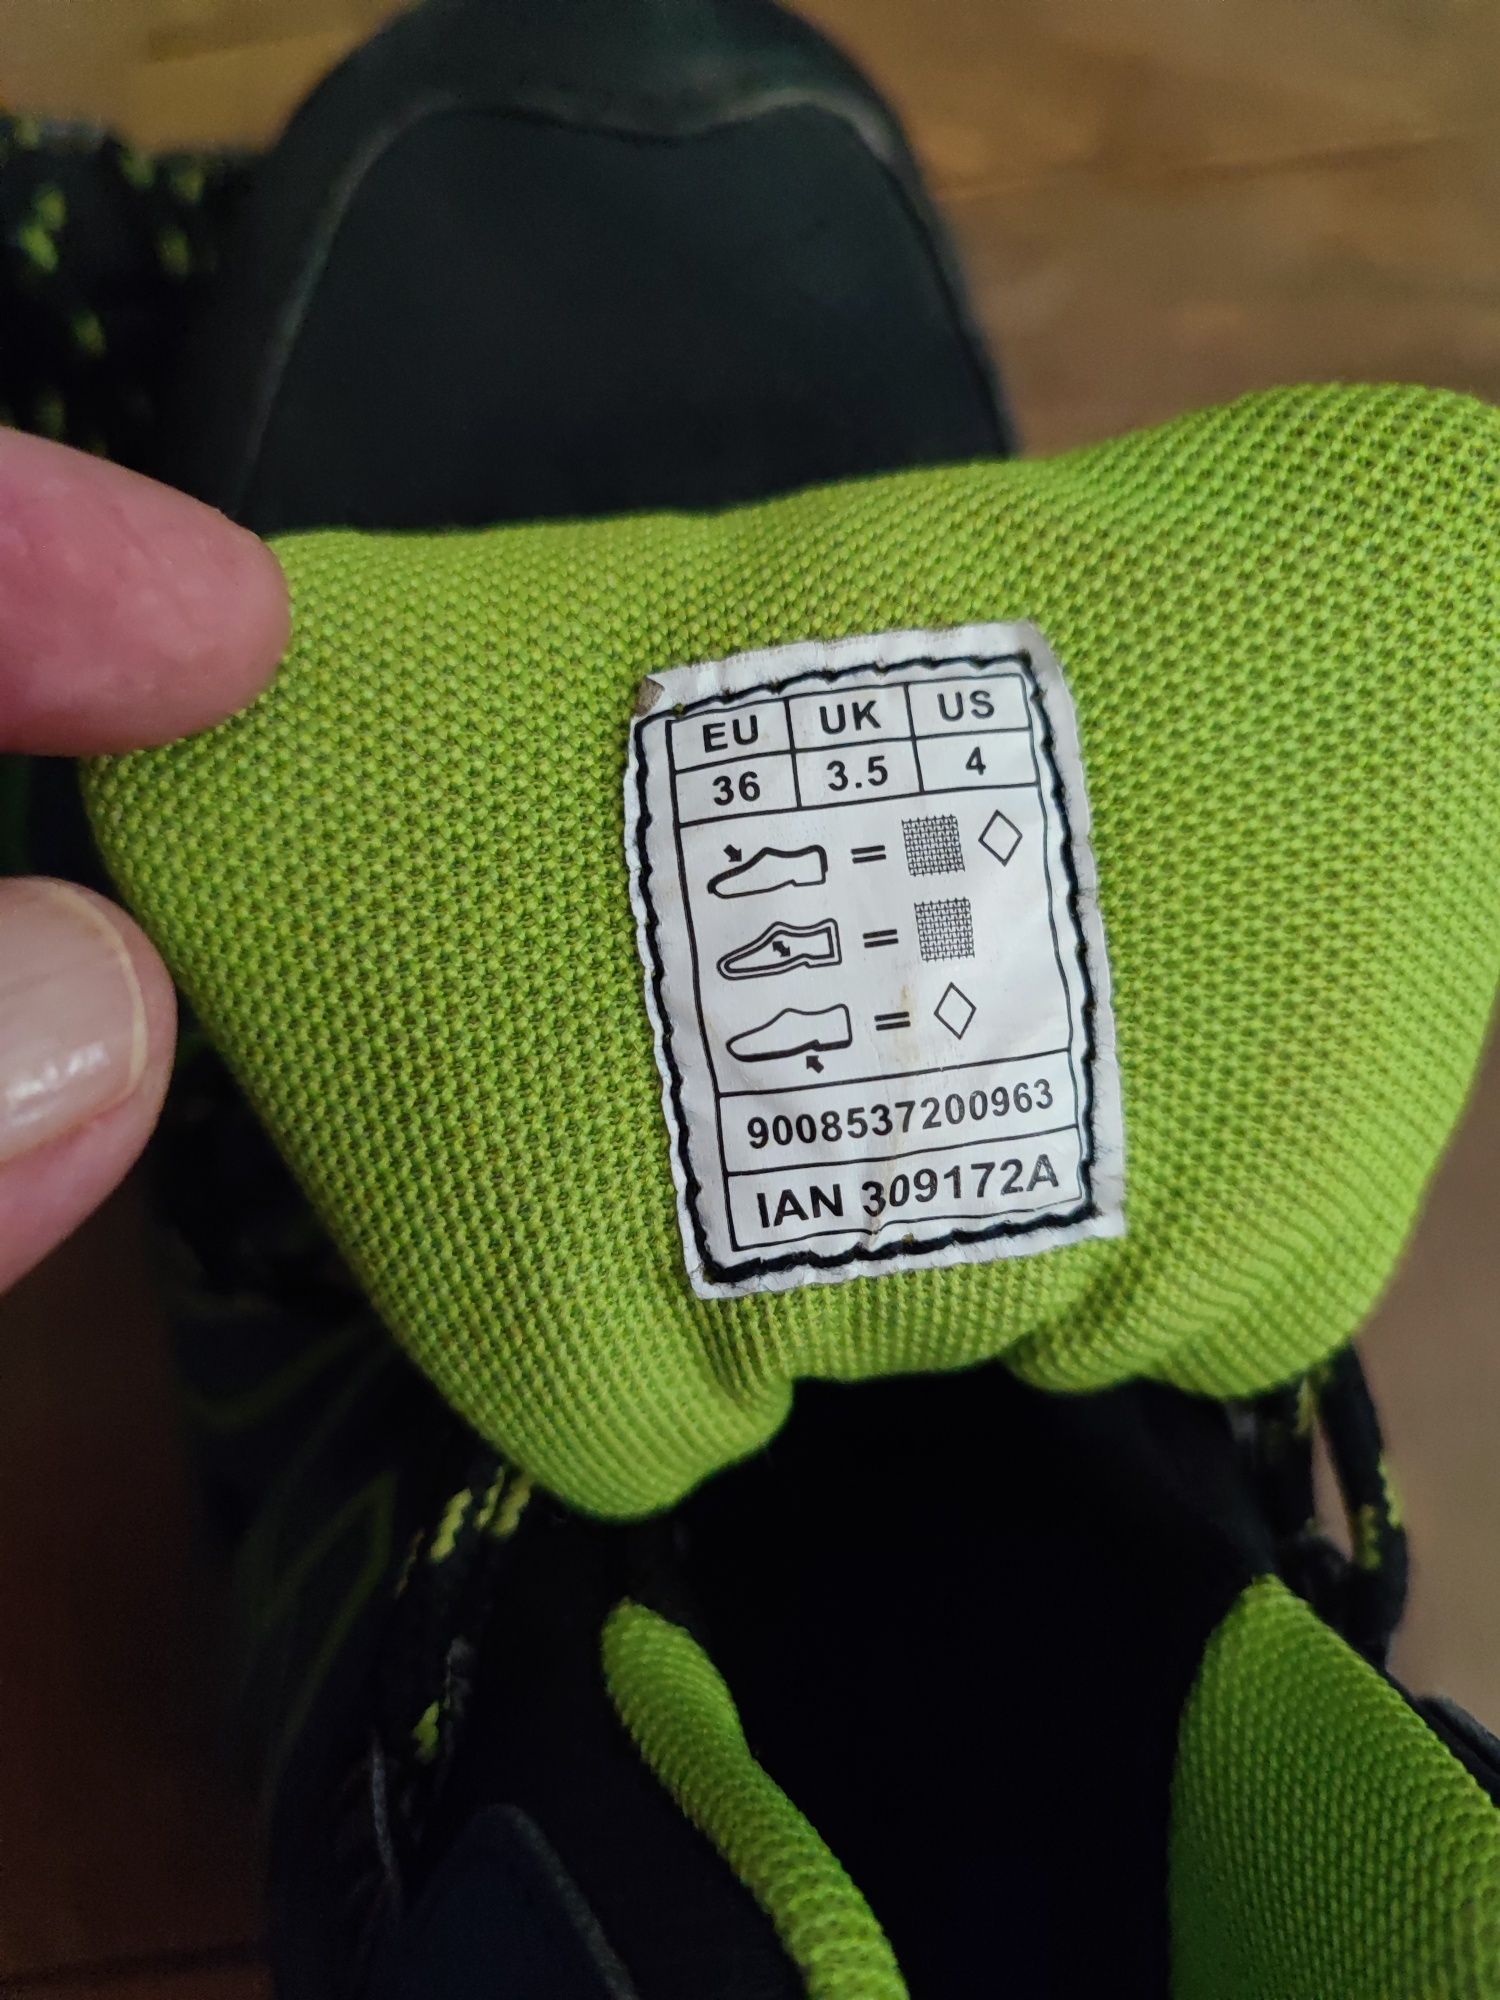 EU UK US
36 3.5 4
=
=
=
9008537200963
IAN 309172A